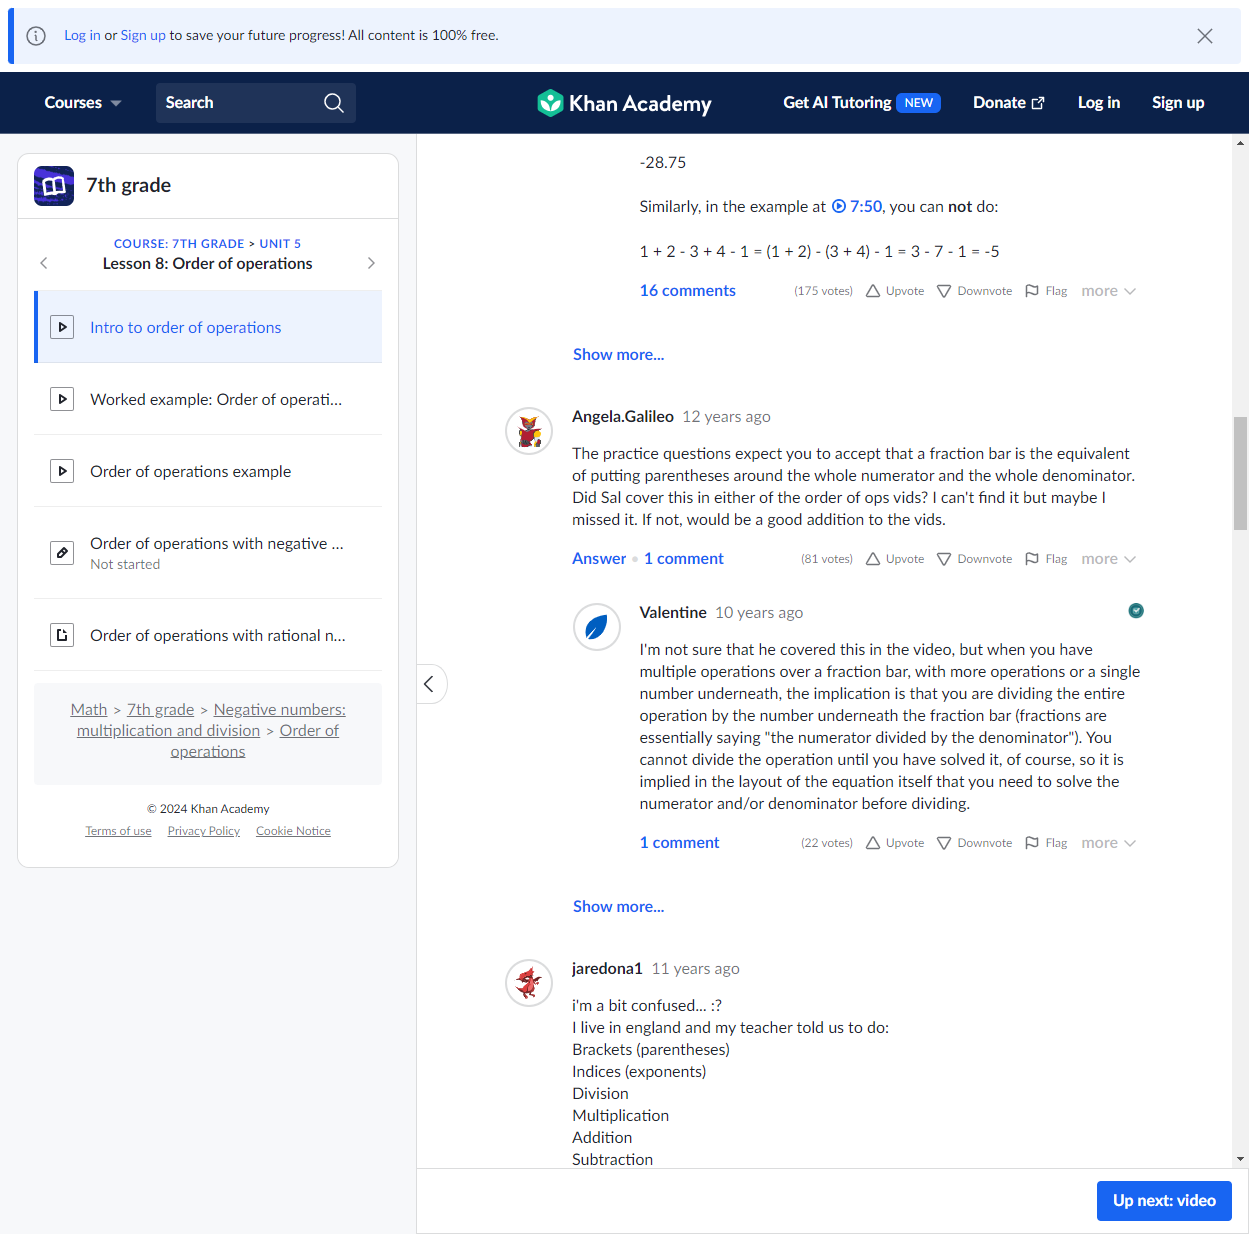 Log in or Sign up to save your future progress! All content is 100% free.
Courses
Search
Khan Academy
Get AI Tutoring NEW
Donate
Log in
Sign up
7th grade
COURSE: 7TH GRADE > UNIT 5
Lesson 8: Order of operations
Intro to order of operations
Worked example: Order of operati...
Order of operations example
Order of operations with negative ...
Not started
Order of operations with rational n...
Math > 7th grade > Negative numbers:
multiplication and division > Order of
operations
© 2024 Khan Academy
Terms of use Privacy Policy Cookie Notice
-28.75
Similarly, in the example at 7:50, you can not do:
1 + 2 - 3 + 4 - 1 = (1 + 2) - (3 + 4) - 1 = 3 - 7 - 1 = -5
16 comments (175 votes) Upvote Downvote Flag more
Show more...
Angela.Galileo 12 years ago
The practice questions expect you to accept that a fraction bar is the equivalent
of putting parentheses around the whole numerator and the whole denominator.
Did Sal cover this in either of the order of ops vids? I can't find it but maybe I
missed it. If not, would be a good addition to the vids.
Answer • 1 comment (81 votes) Upvote Downvote Flag more
Valentine 10 years ago
I'm not sure that he covered this in the video, but when you have
multiple operations over a fraction bar, with more operations or a single
number underneath, the implication is that you are dividing the entire
operation by the number underneath the fraction bar (fractions are
essentially saying "the numerator divided by the denominator"). You
cannot divide the operation until you have solved it, of course, so it is
implied in the layout of the equation itself that you need to solve the
numerator and/or denominator before dividing.
1 comment (22 votes) Upvote Downvote Flag more
Show more...
jaredona1 11 years ago
i'm a bit confused... :?
I live in england and my teacher told us to do:
Brackets (parentheses)
Indices (exponents)
Division
Multiplication
Addition
Subtraction
Up next: video